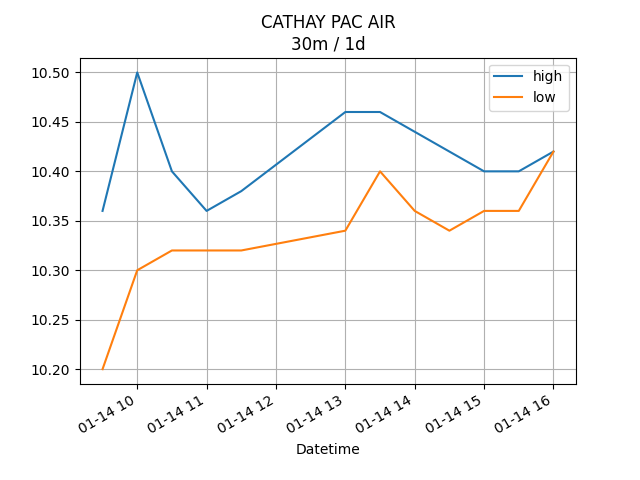 CATHAY PAC AIR
30m / 1d
high
low
10.50
10.45
10.40
10.35
10.30
10.25
10.20
01-14 10
01-14 11
01-14 12
01-14 13
01-14 14
01-14 15
01-14 16
Datetime